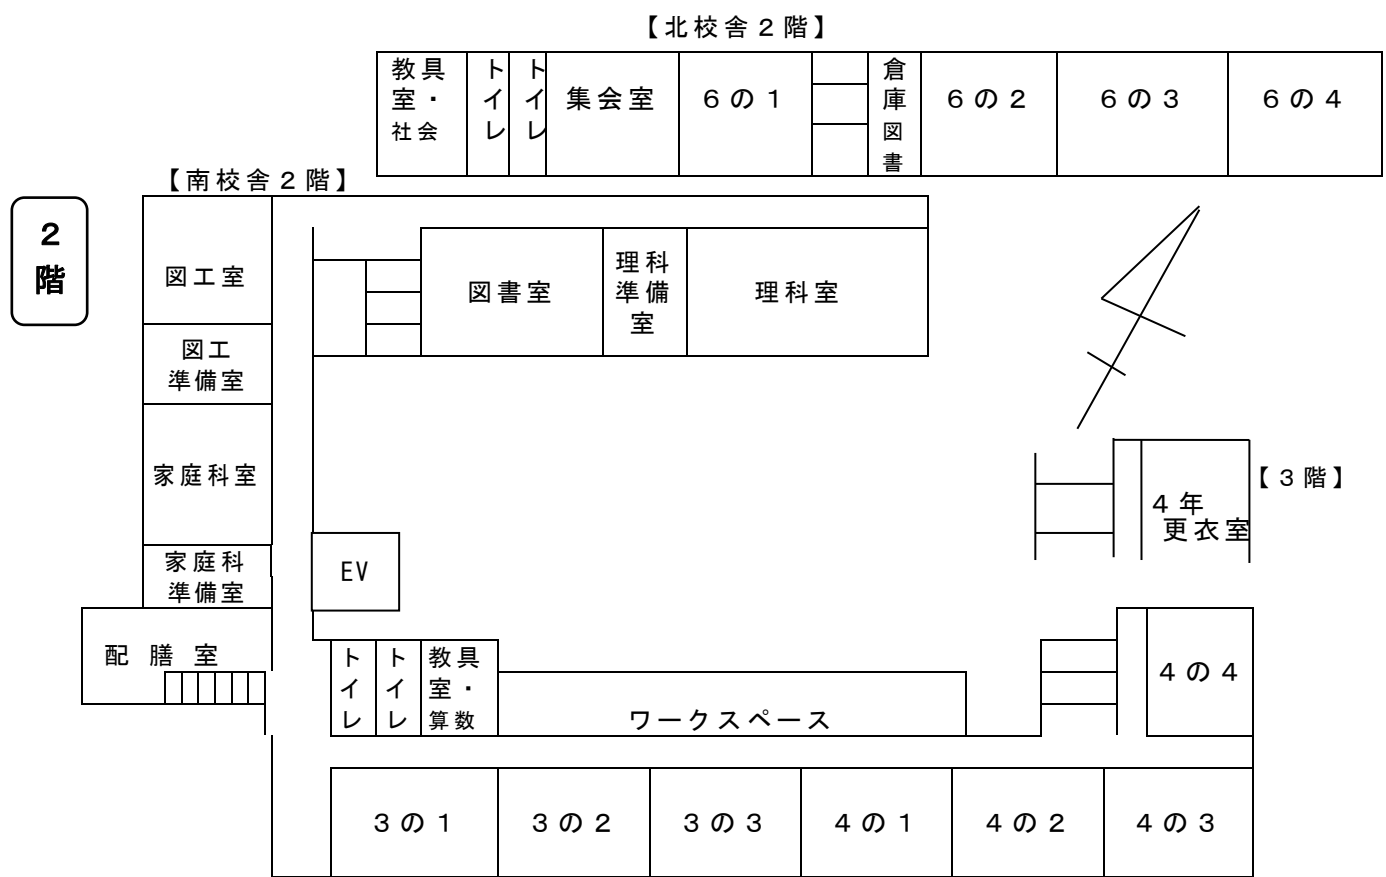 【北校舎２階】
教具
室・
社会
トイレ
トイレ
集会室
６の１
倉庫
図書
６の２
６の３
６の４
【南校舎２階】
２階
図工室
図書室
理科
準備
室
理科室
図工
準備室
家庭科室
【３階】
４年
更衣室
家庭科
準備室
EV
配膳室
トイレ
トイレ
教具
室・
算数
ワークスペース
４の４
３の１
３の２
３の３
４の１
４の２
４の３